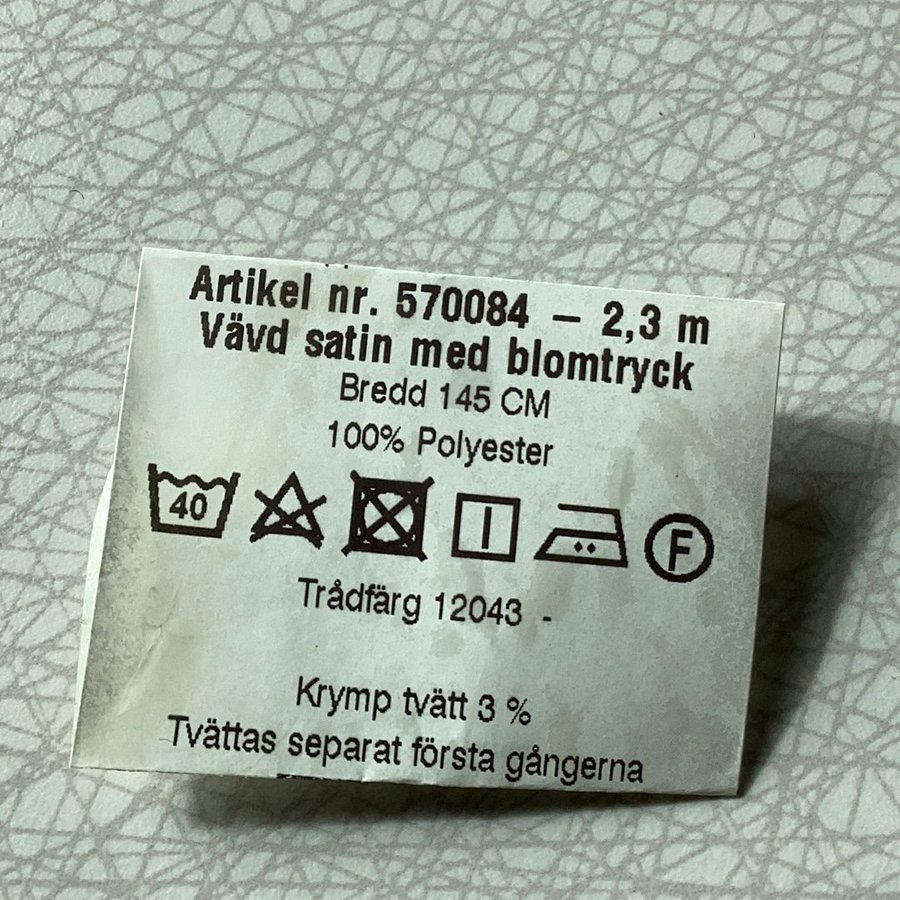 Artikel nr. 570084 – 2,3 m
Vävd satin med blomtryck
Bredd 145 CM
100% Polyester
40 F
Trådfärg 12043 -
Krymp tvätt 3 %
Tvättas separat första gångerna